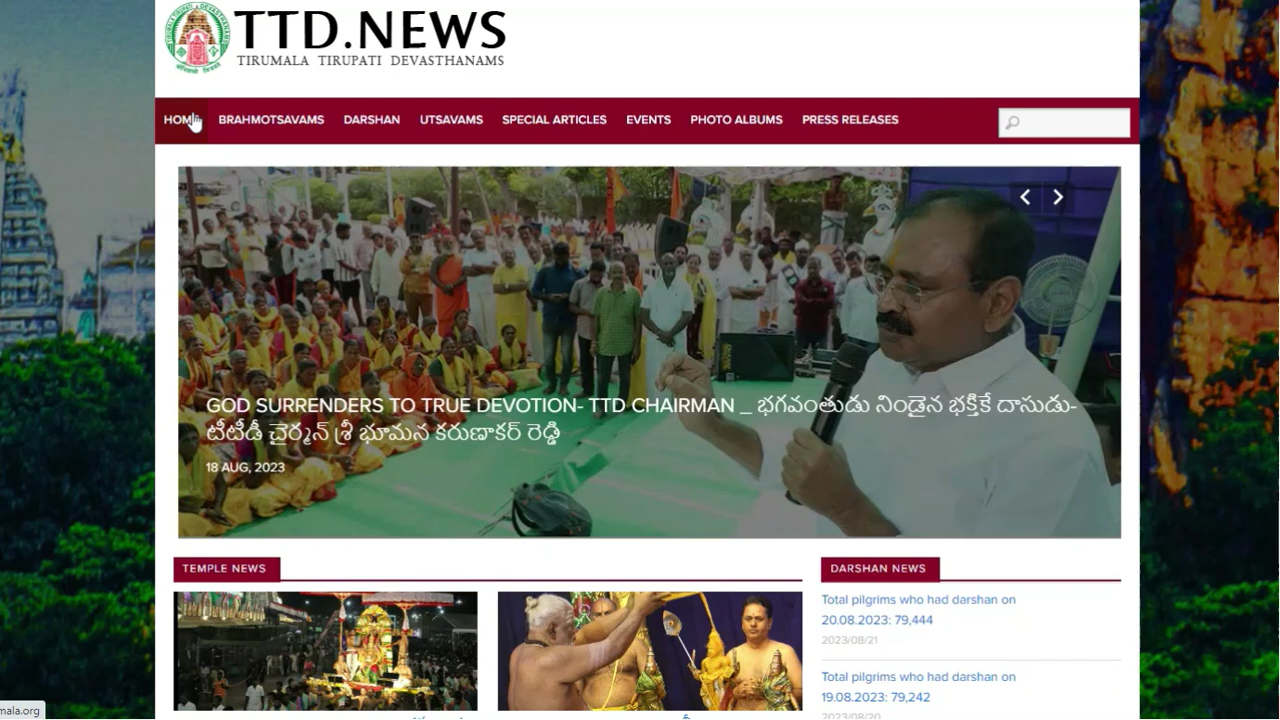 TTD.NEWS
TIRUMALA TIRUPATI DEVASTHANAMS
HOME BRAHMOTSAVAMS DARSHAN UTSAVAMS SPECIAL ARTICLES EVENTS PHOTO ALBUMS PRESS RELEASES
GOD SURRENDERS TO TRUE DEVOTION- TTD CHAIRMAN _ భగవంతుడు నిండైన భక్తికే దాసుడు-
టీటీడీ చైర్మన్ శ్రీ భూమన కరుణాకర్ రెడ్డి
18 AUG, 2023
TEMPLE NEWS
DARSHAN NEWS
Total pilgrims who had darshan on
20.08.2023: 79,444
2023/08/21
Total pilgrims who had darshan on
19.08.2023: 79,242
2023/08/20
mala.org